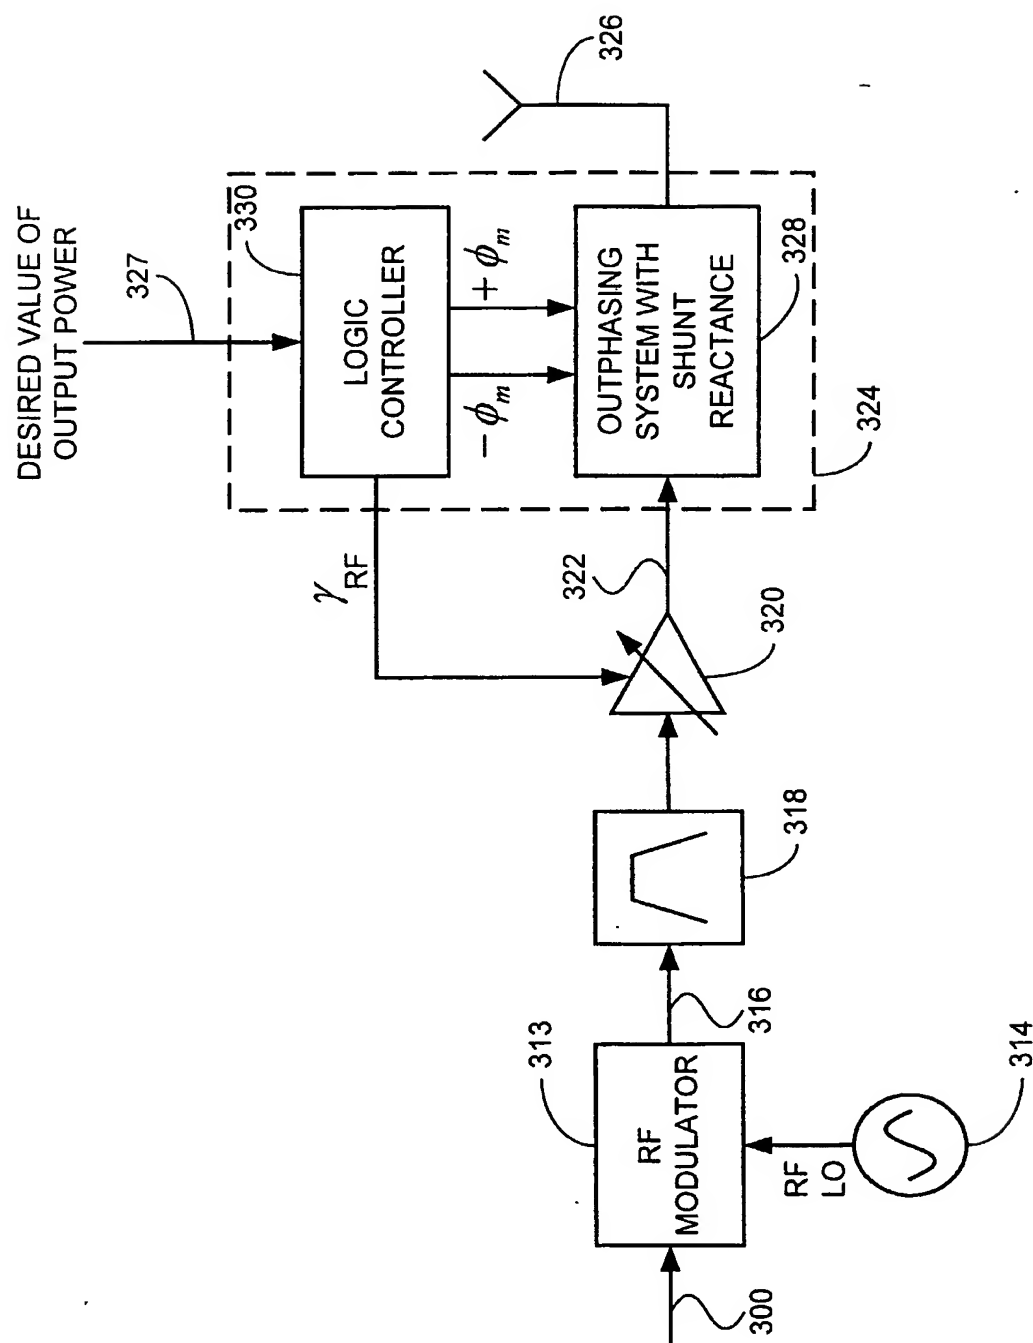 DESIRED VALUE OF
OUTPUT POWER
327
330
LOGIC
CONTROLLER
326
γ RF
−ϕm
+ϕm
OUTPHASING
SYSTEM WITH
SHUNT
REACTANCE
328
324
322
320
318
316
313
RF
MODULATOR
RF
LO
314
300